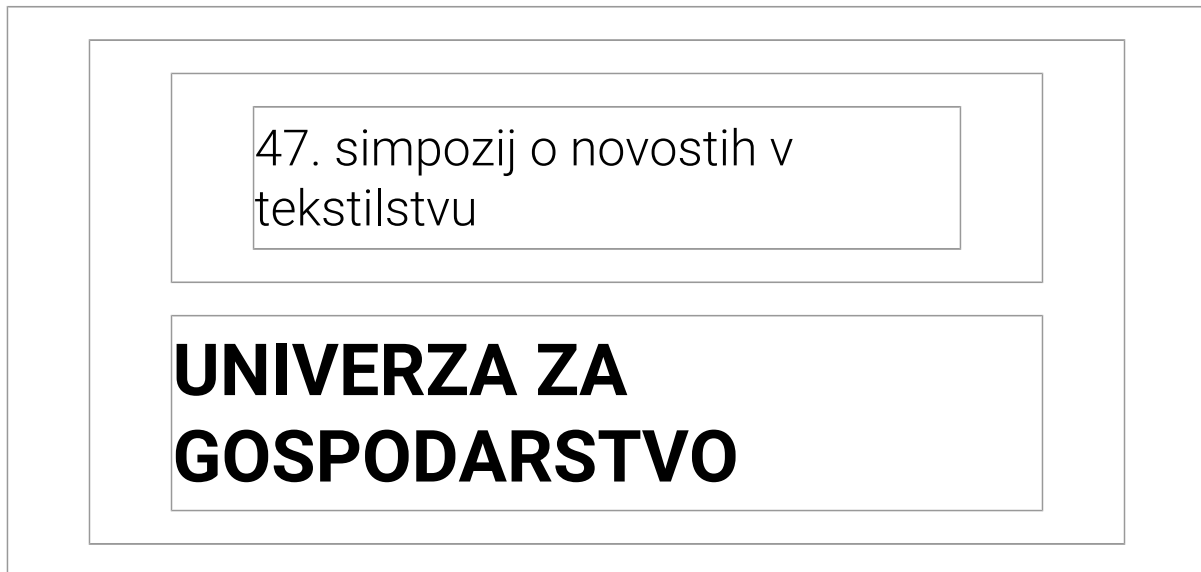 47. simpozij o novostih v
tekstilstvu
UNIVERZA ZA
GOSPODARSTVO